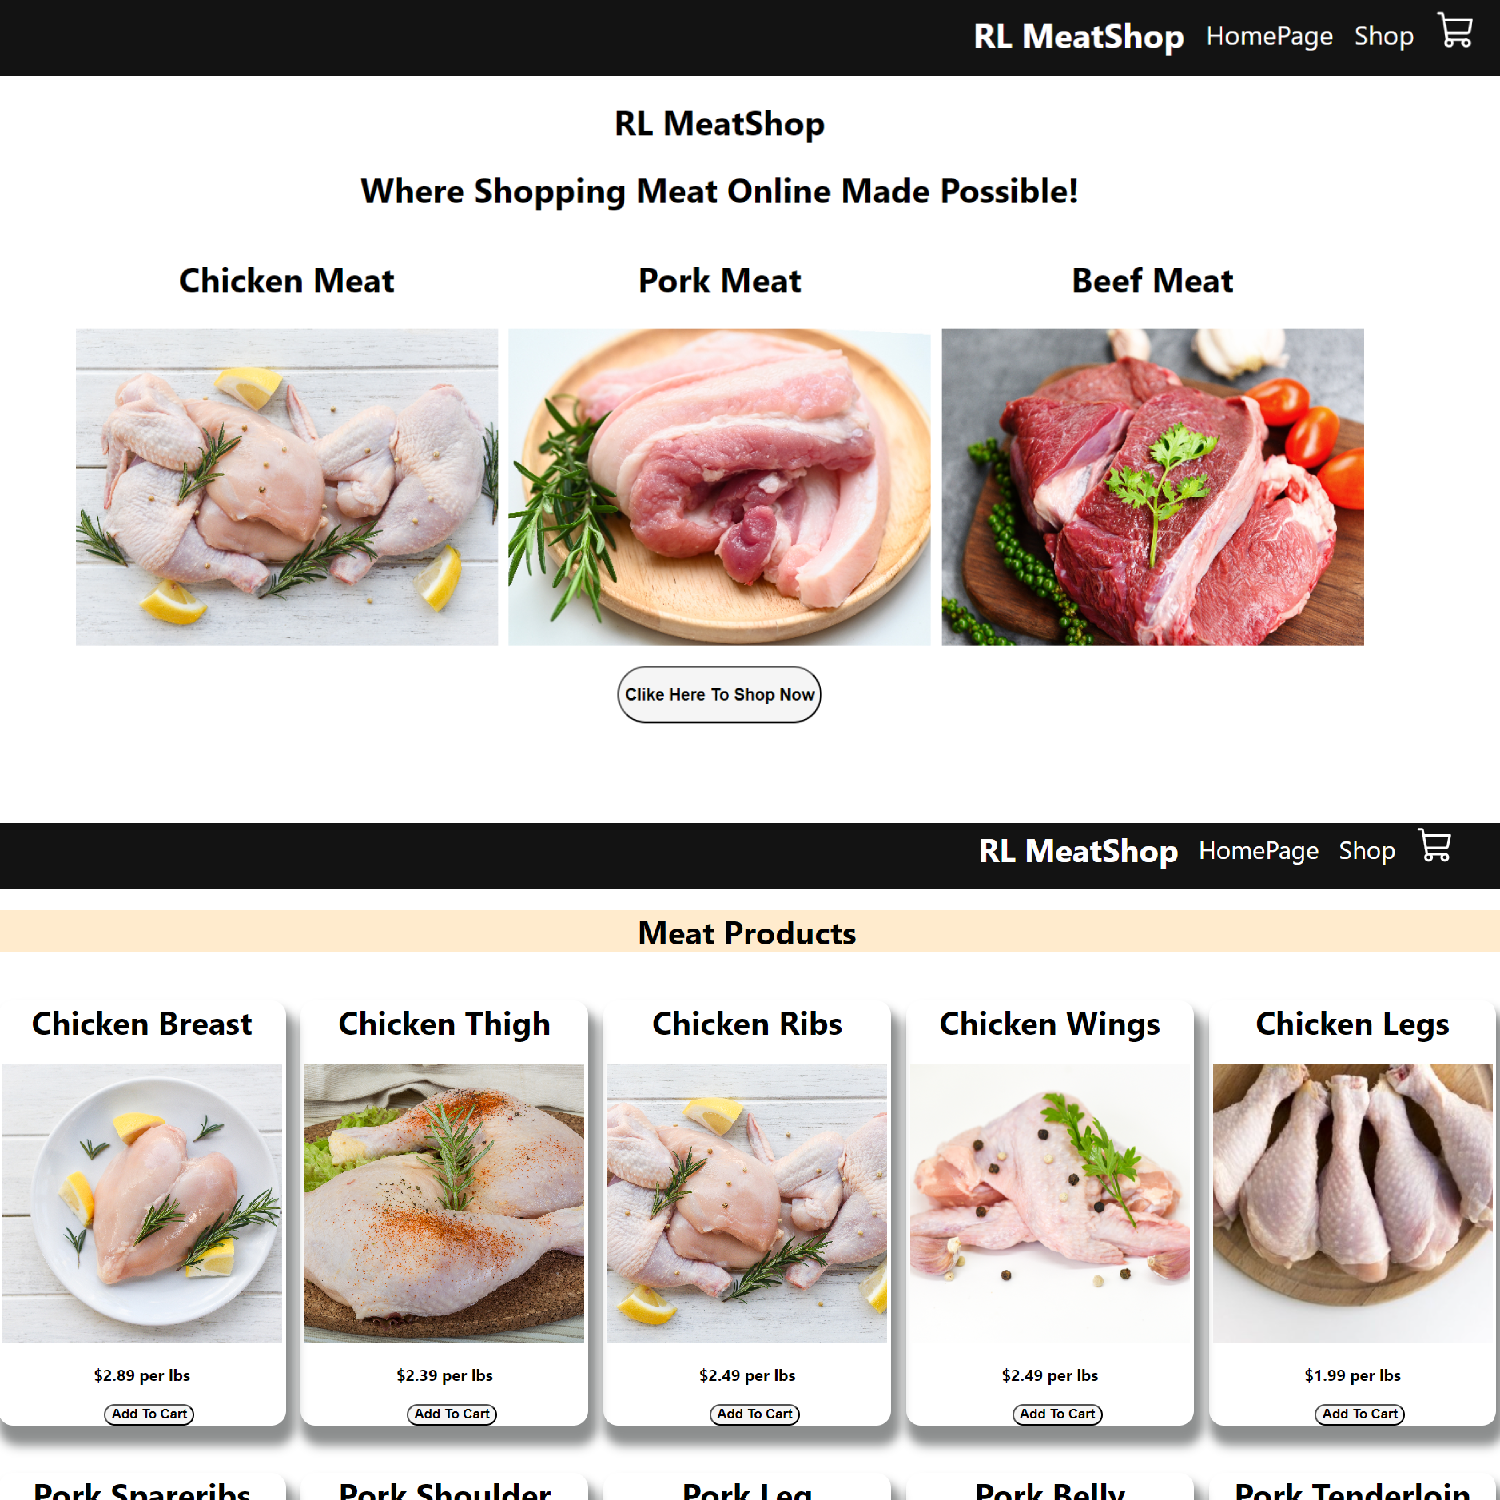 RL MeatShop HomePage Shop
RL MeatShop
Where Shopping Meat Online Made Possible!
Chicken Meat Pork Meat Beef Meat
Clike Here To Shop Now
RL MeatShop HomePage Shop
Meat Products
Chicken Breast Chicken Thigh Chicken Ribs Chicken Wings Chicken Legs
$2.89 per lbs $2.39 per lbs $2.49 per lbs $2.49 per lbs $1.99 per lbs
Add To Cart Add To Cart Add To Cart Add To Cart Add To Cart
Pork Spareribs Pork Shoulder Pork Leg Pork Belly Pork Tenderloin